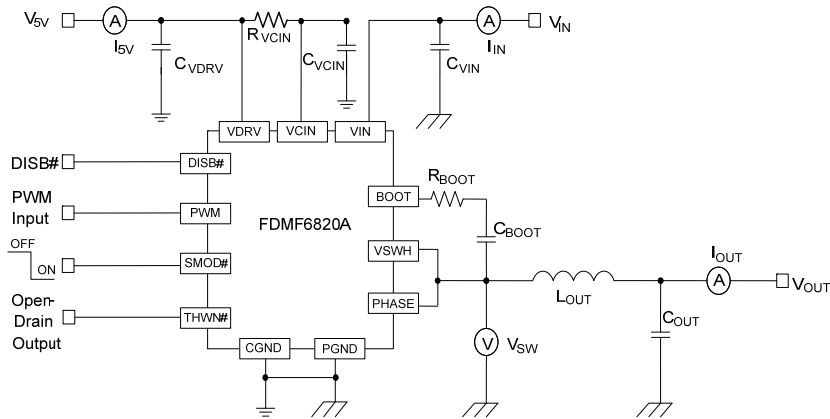 V5V
A
I5V
CVDRV
RVCIN
CVCIN
CVIN
A
IIN
VIN
VDRV
VCIN
VIN
DISB#
DISB#
PWM
Input
PWM
OFF
ON
SMOD#
Open-
Drain
Output
THWN#
FDMF6820A
BOOT
RBOOT
CBOOT
VSWH
PHASE
CGND
PGND
V
VSW
LOUT
COUT
IOUT
A
VOUT